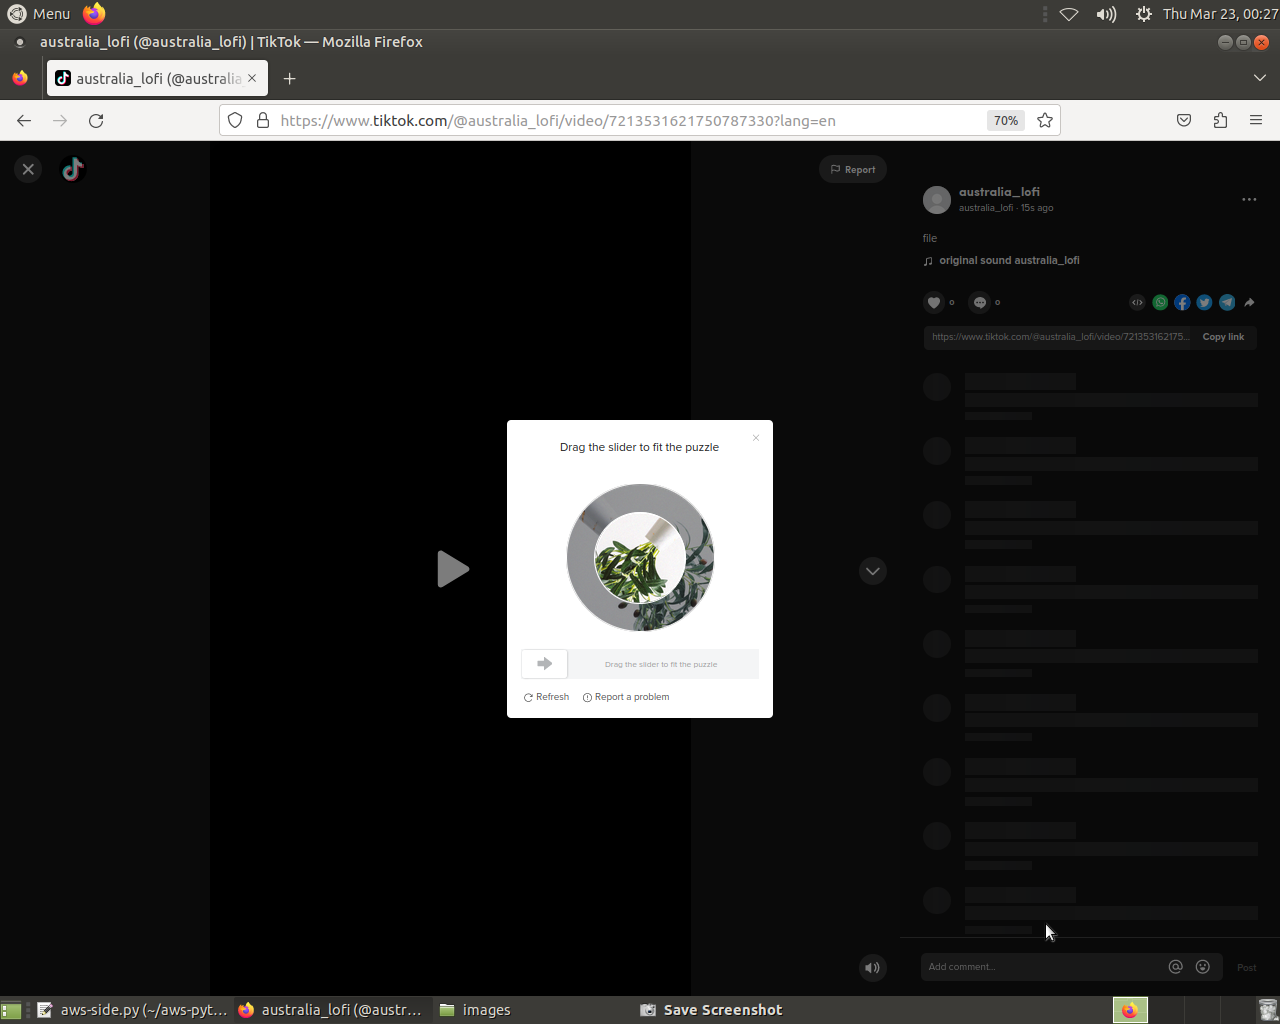 Menu
Thu Mar 23, 00:27
australia_lofi (@australia_lofi) | TikTok — Mozilla Firefox
australia_lofi (@australia
https://www.tiktok.com/@australia_lofi/video/7213531621750787330?lang=en
70%
Report
australia_lofi
australia_lofi · 15s ago
file
original sound australia_lofi
0
0
https://www.tiktok.com/@australia_lofi/video/721353162175...
Copy link
Drag the slider to fit the puzzle
Drag the slider to fit the puzzle
Refresh
Report a problem
Add comment...
Post
aws-side.py (~/aws-pyt...
australia_lofi (@austr...
images
Save Screenshot